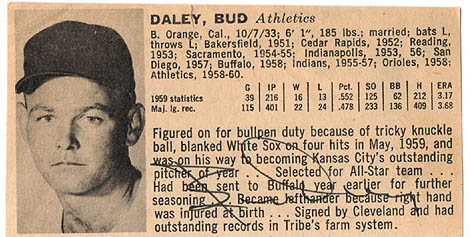 DALEY, BUD Athletics
B. Orange, Cal., 10/7/33; 6' 1", 185 lbs.; married; bats L,
throws L; Bakersfield, 1951; Cedar Rapids, 1952; Reading,
1953; Sacramento, 1954-55; Indianapolis, 1953, 56; San
Diego, 1957; Buffalo, 1958; Indians, 1955-57; Orioles, 1958;
Athletics, 1958-60.
G IP W L Pct. SO BB H ERA
1959 statistics 39 216 16 13 .552 125 62 212 3.17
Maj. lg. rec. 115 401 22 24 .478 233 136 409 3.68
Figured on for bullpen duty because of tricky knuckle
ball, blanked White Sox on four hits in May, 1959, and
was on his way to becoming Kansas City's outstanding
pitcher of year . . . Selected for All-Star team . . .
Had been sent to Buffalo year earlier for further
seasoning . . . Became lefthander because right hand
was injured at birth . . . Signed by Cleveland and had
outstanding records in Tribe's farm system.